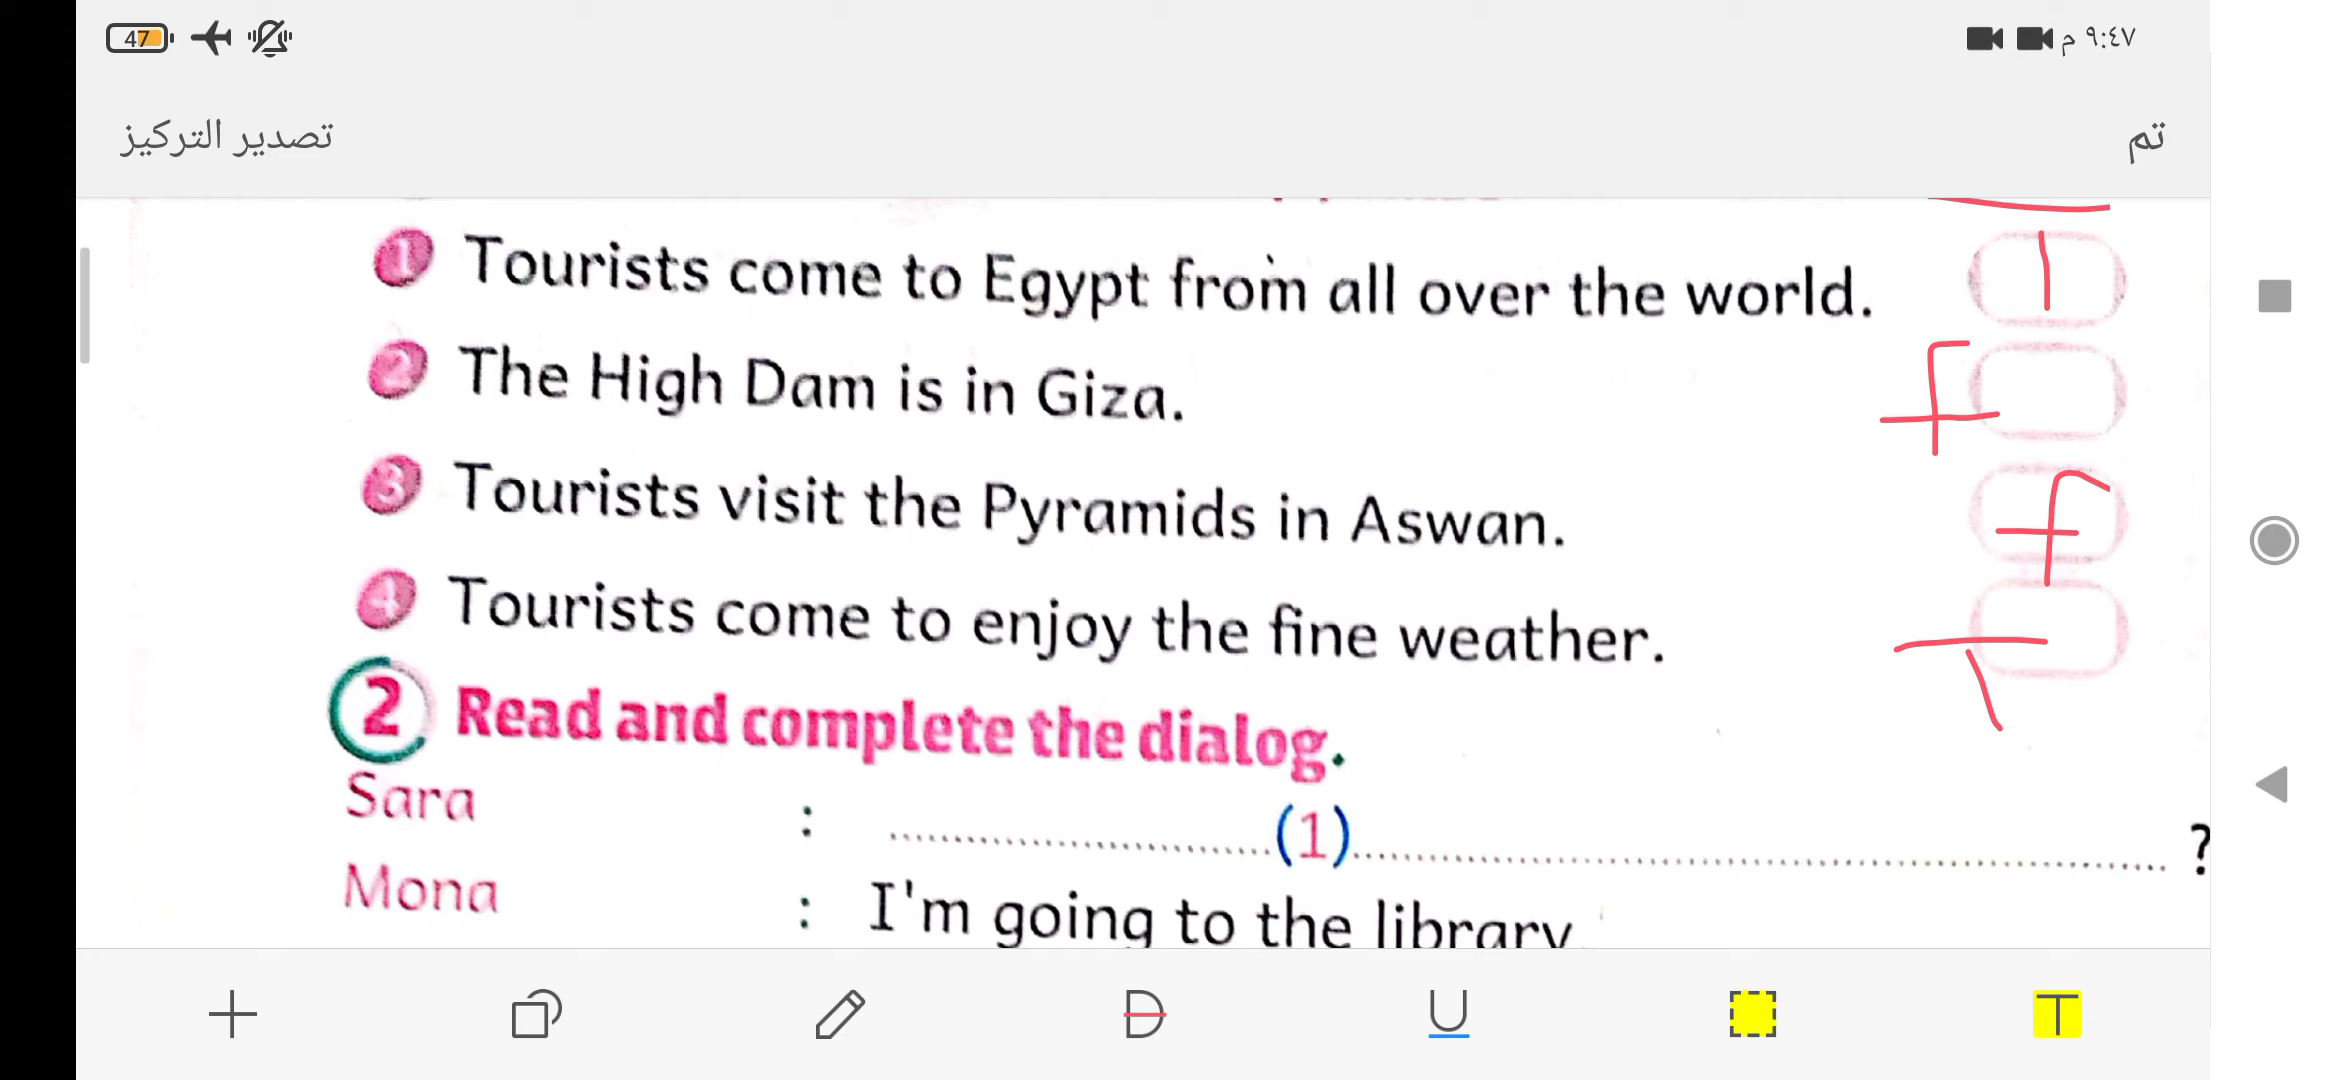 47 ٩:٤٧ م
تصدير التركيز تم
1 Tourists come to Egypt from all over the world. T
2 The High Dam is in Giza. f
3 Tourists visit the Pyramids in Aswan. f
4 Tourists come to enjoy the fine weather. T
2 Read and complete the dialog.
Sara : ..............................(1)............................................................ ?
Mona : I'm going to the library
D U T